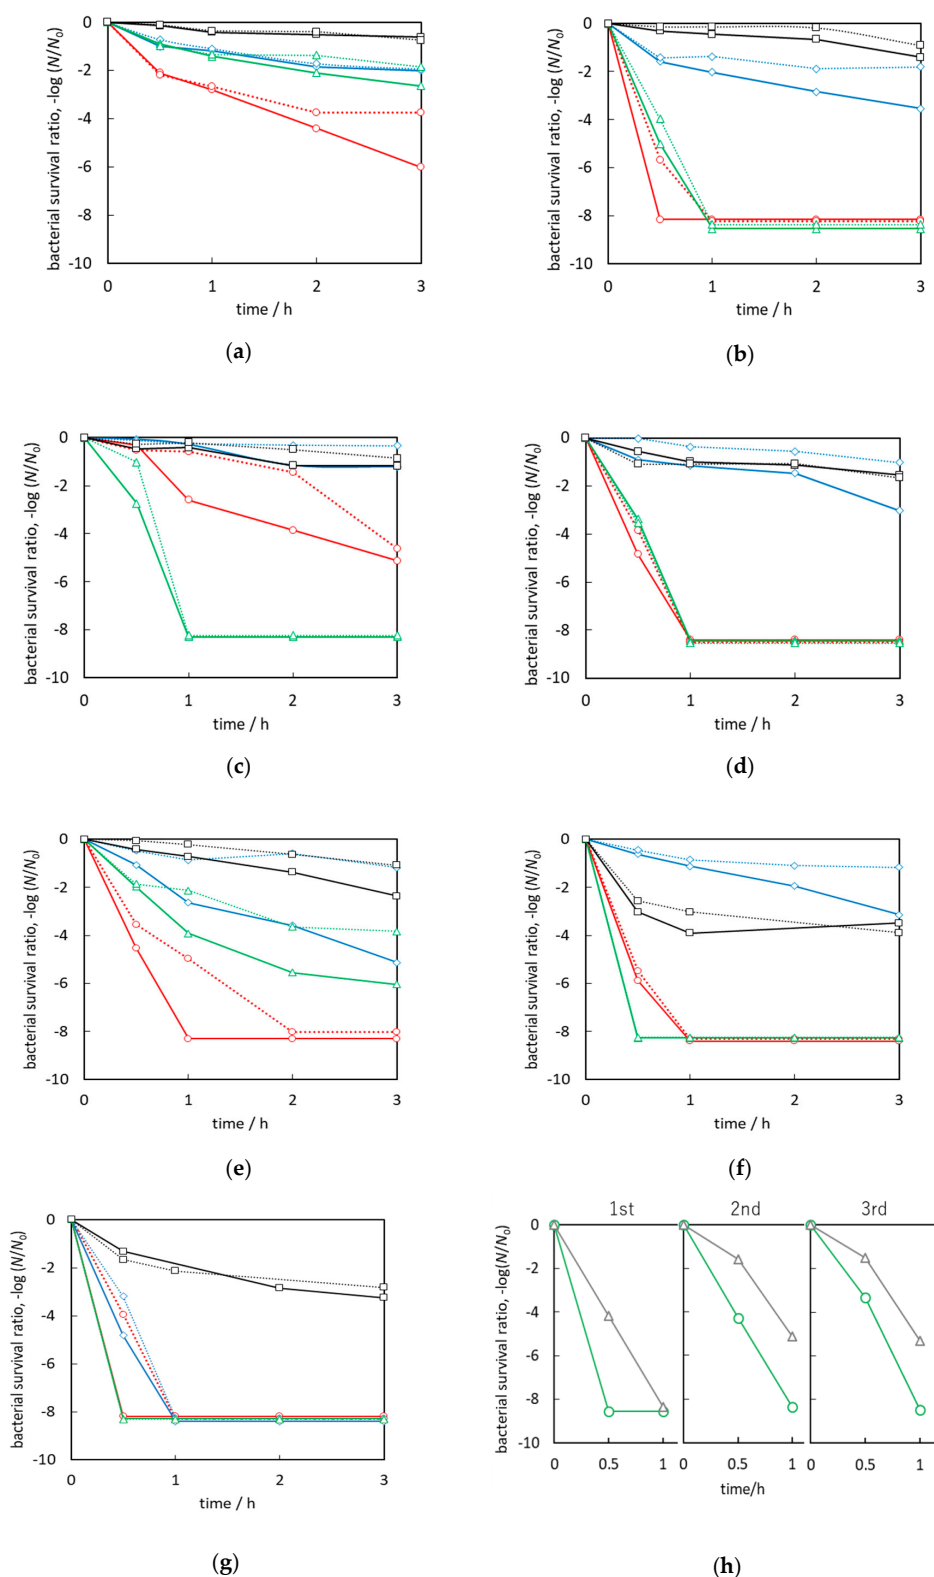 bacterial survival ratio, -log (N/N0)
0
-2
-4
-6
-8
-10
0 1 2 3
time / h
(a)
bacterial survival ratio, -log (N/N0)
0
-2
-4
-6
-8
-10
0 1 2 3
time / h
(b)
bacterial survival ratio, -log (N/N0)
0
-2
-4
-6
-8
-10
0 1 2 3
time / h
(c)
bacterial survival ratio, -log (N/N0)
0
-2
-4
-6
-8
-10
0 1 2 3
time / h
(d)
bacterial survival ratio, -log (N/N0)
0
-2
-4
-6
-8
-10
0 1 2 3
time / h
(e)
bacterial survival ratio, -log (N/N0)
0
-2
-4
-6
-8
-10
0 1 2 3
time / h
(f)
bacterial survival ratio, -log (N/N0)
0
-2
-4
-6
-8
-10
0 1 2 3
time / h
(g)
1st 2nd 3rd
bacterial survival ratio, -log(N/N0)
0
-2
-4
-6
-8
-10
0 0.5 1 0 0.5 1 0 0.5 1
time/h
(h)